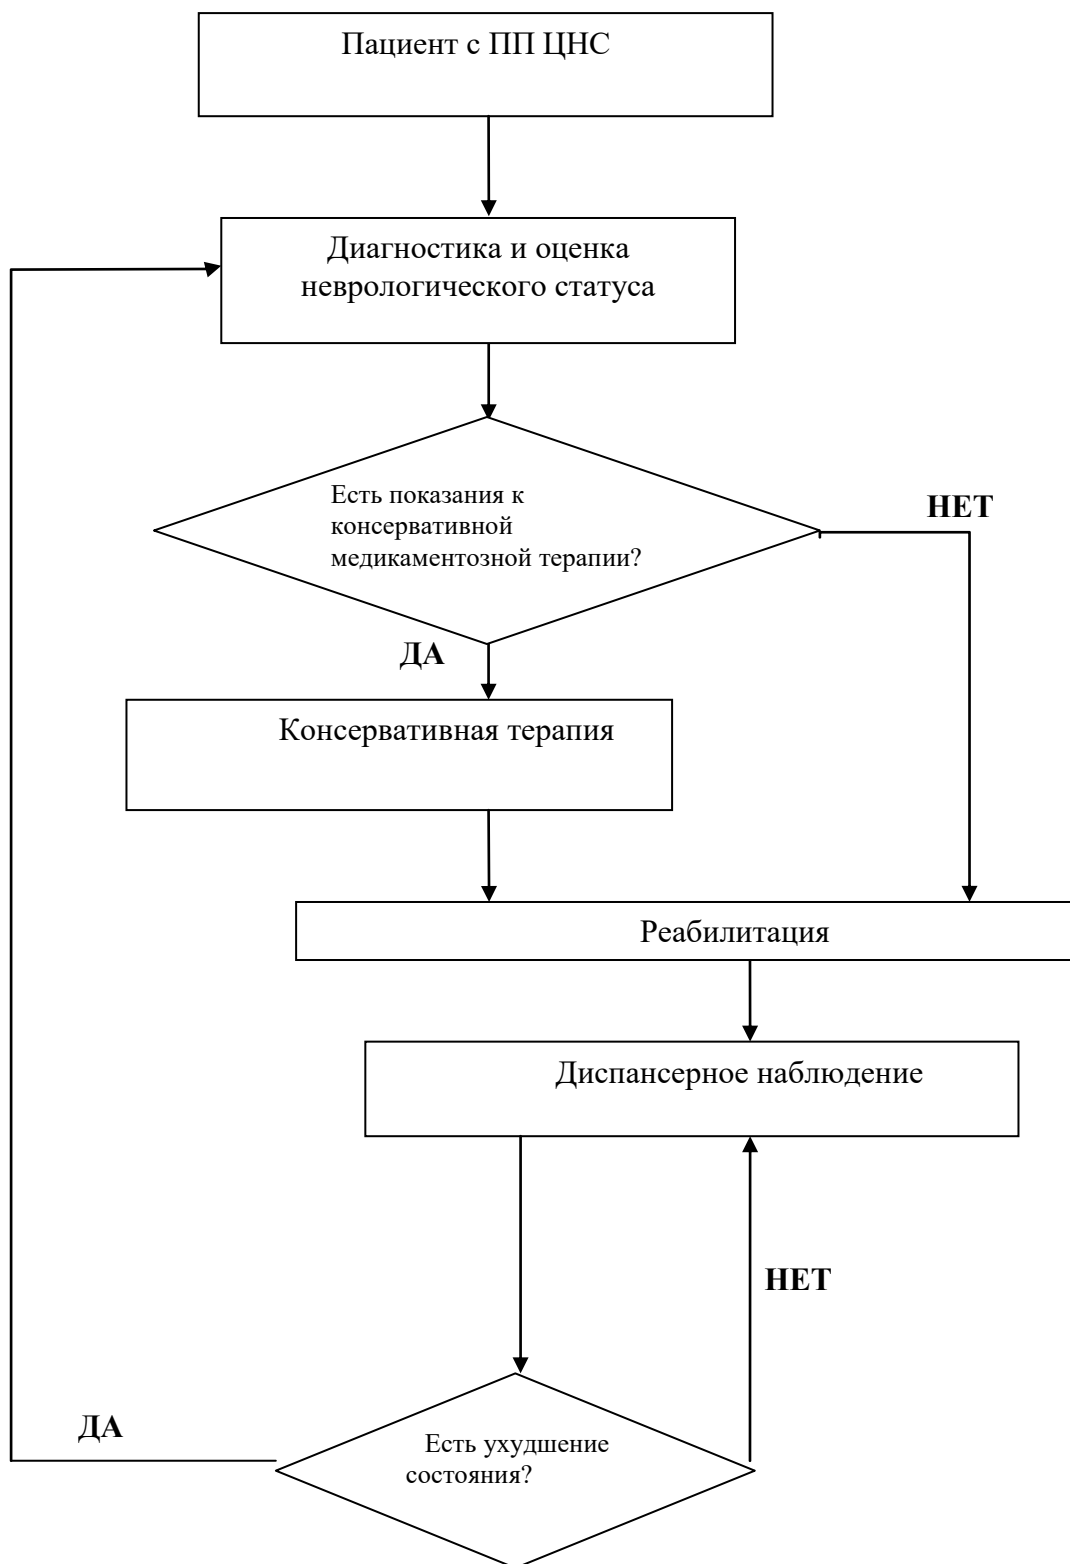 Пациент с ПП ЦНС
Диагностика и оценка
неврологического статуса
Есть показания к
консервативной
медикаментозной терапии?
НЕТ
ДА
Консервативная терапия
Реабилитация
Диспансерное наблюдение
НЕТ
ДА
Есть ухудшение
состояния?